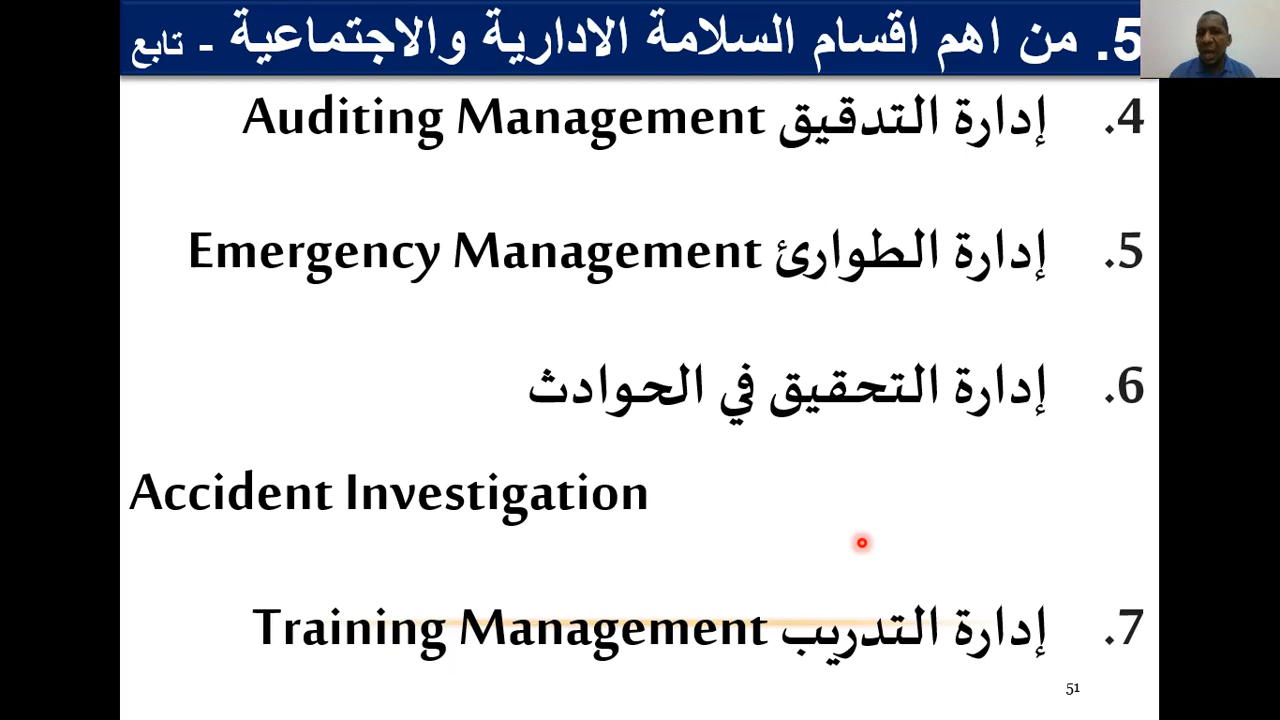 5. من اهم اقسام السلامة الادارية والاجتماعية - تابع
4. إدارة التدقيق Auditing Management
5. إدارة الطوارئ Emergency Management
6. إدارة التحقيق في الحوادث
Accident Investigation
7. إدارة التدريب Training Management
51